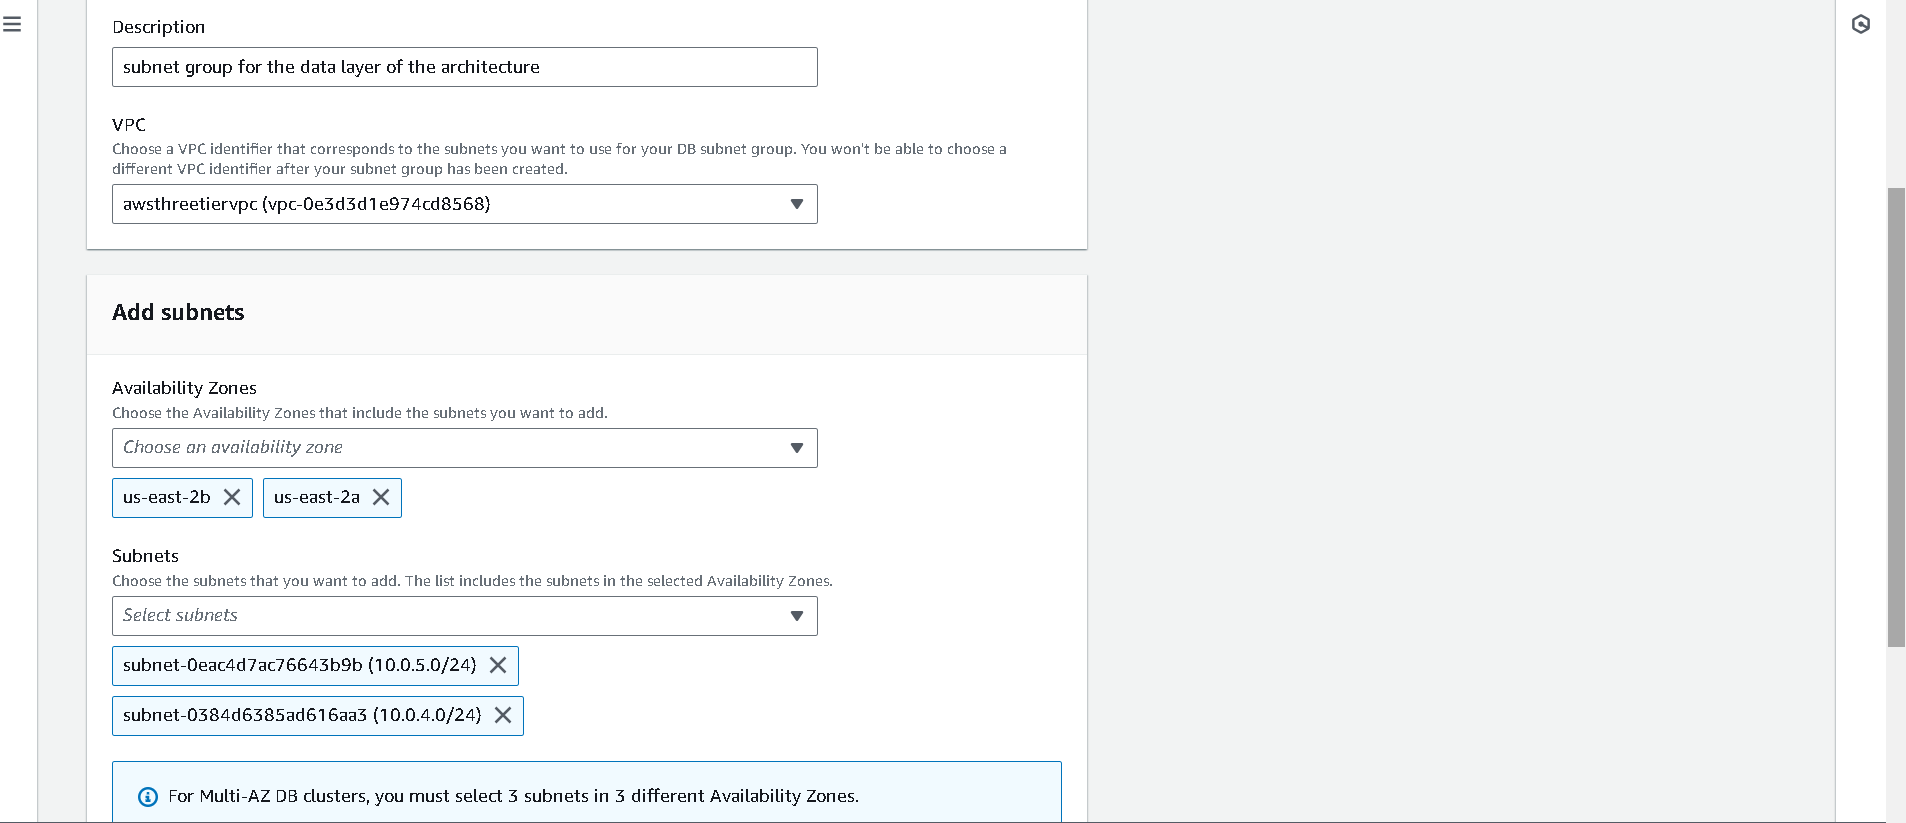 Description
subnet group for the data layer of the architecture
VPC
Choose a VPC identifier that corresponds to the subnets you want to use for your DB subnet group. You won't be able to choose a
different VPC identifier after your subnet group has been created.
awsthreetiervpc (vpc-0e3d3d1e974cd8568)
Add subnets
Availability Zones
Choose the Availability Zones that include the subnets you want to add.
Choose an availability zone
us-east-2b us-east-2a
Subnets
Choose the subnets that you want to add. The list includes the subnets in the selected Availability Zones.
Select subnets
subnet-0eac4d7ac76643b9b (10.0.5.0/24)
subnet-0384d6385ad616aa3 (10.0.4.0/24)
For Multi-AZ DB clusters, you must select 3 subnets in 3 different Availability Zones.